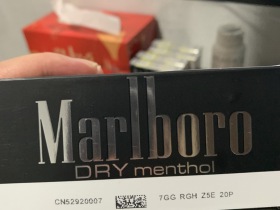 Marlboro
DRY menthol
CN52920007 7GG RGH Z5E 20P